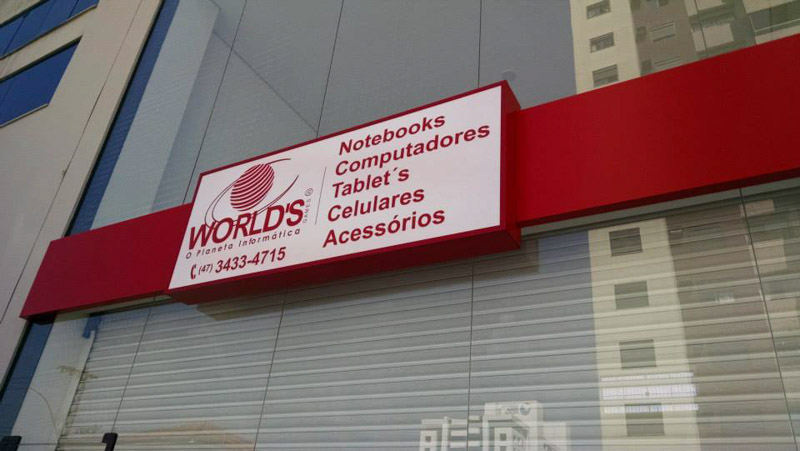 WORLD'S
O Planeta Informática
(47) 3433-4715
Notebooks
Computadores
Tablet´s
Celulares
Acessórios